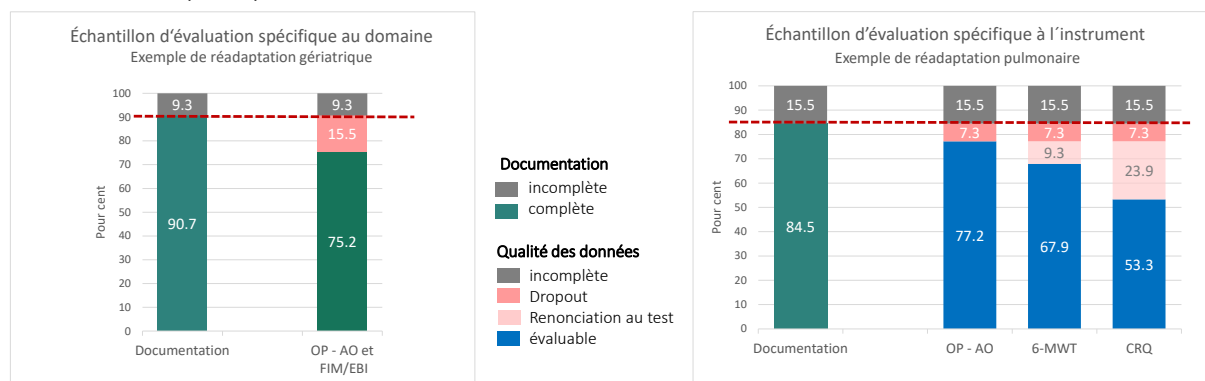 Échantillon d'évaluation spécifique au domaine
Exemple de réadaptation gériatrique
Pour cent
100
90
80
70
60
50
40
30
20
10
0
9.3
90.7
9.3
15.5
75.2
Documentation
OP - AO et
FIM/EBI
Documentation
incomplète
complète
Qualité des données
incomplète
Dropout
Renonciation au test
évaluable
Échantillon d'évaluation spécifique à l´instrument
Exemple de réadaptation pulmonaire
Pour cent
100
90
80
70
60
50
40
30
20
10
0
15.5
84.5
15.5
7.3
77.2
15.5
7.3
9.3
67.9
15.5
7.3
23.9
53.3
Documentation
OP - AO
6-MWT
CRQ